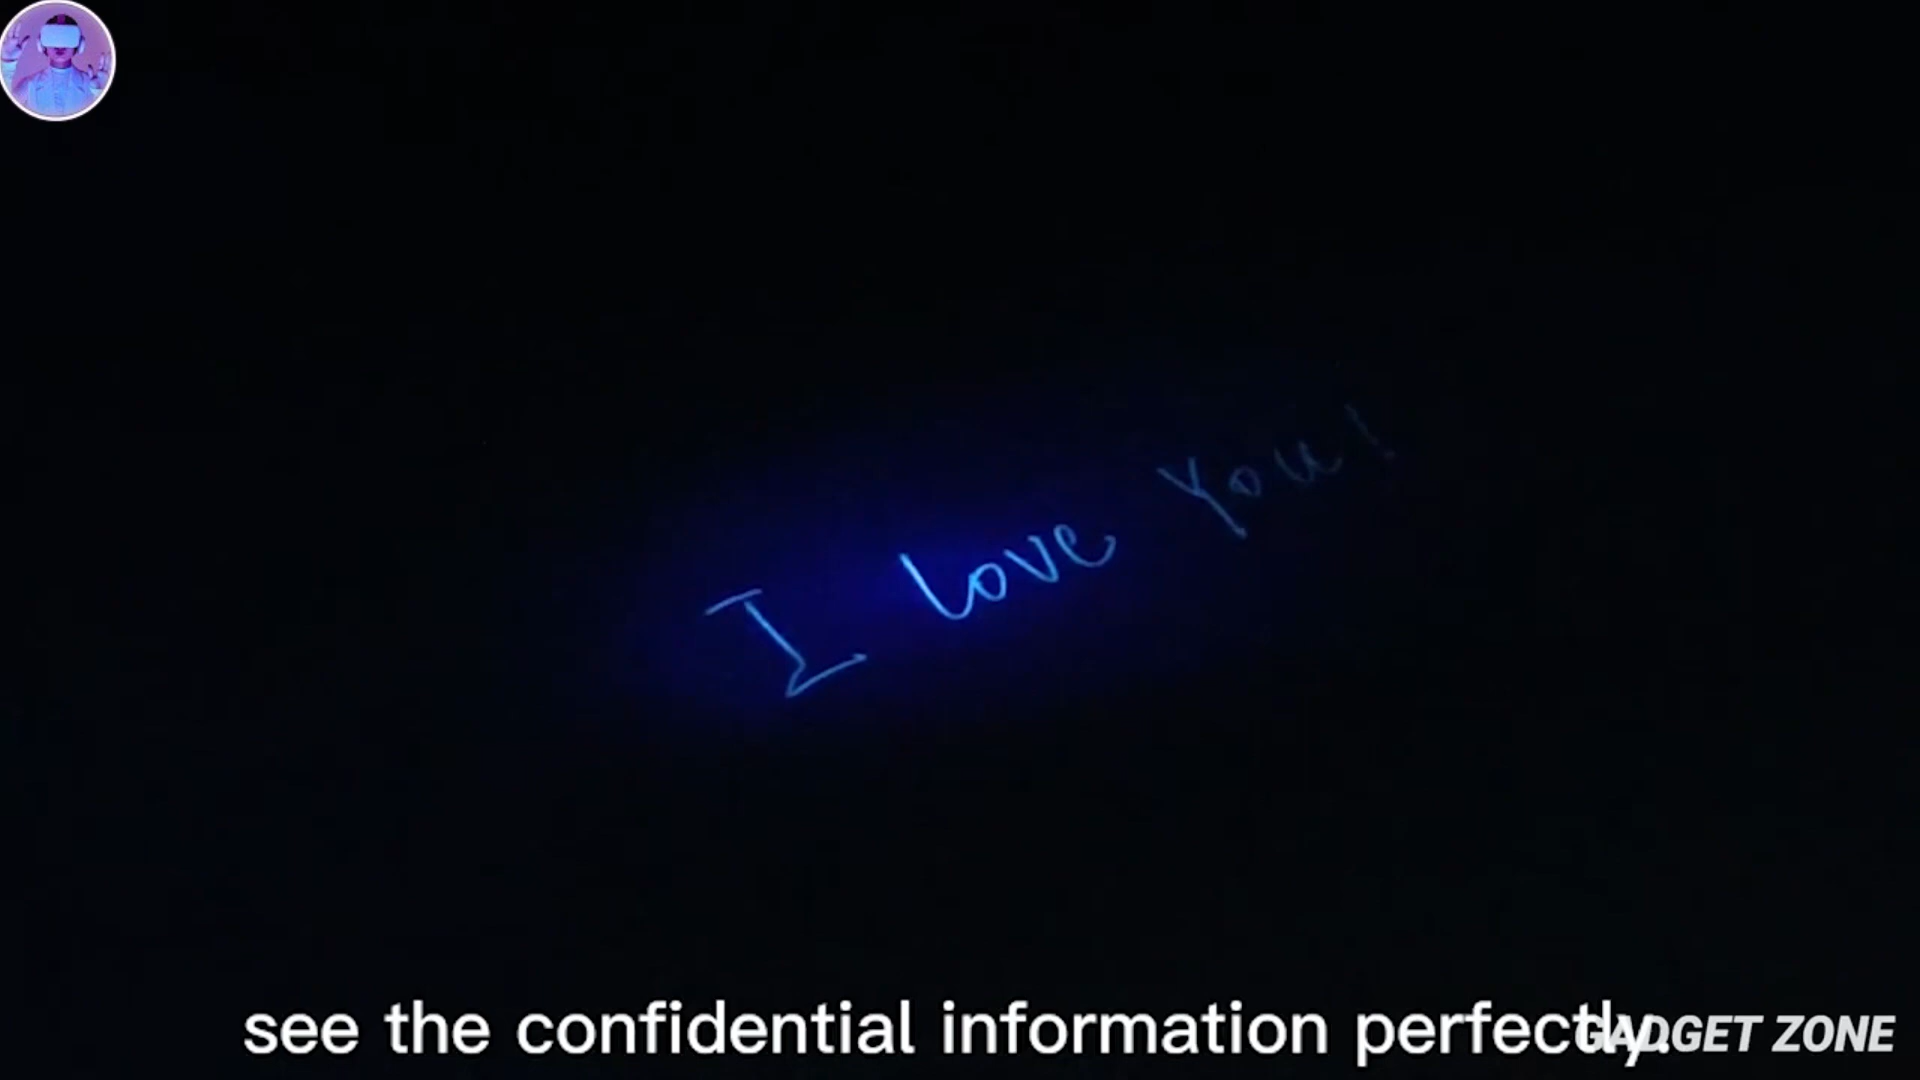 I love you!
see the confidential information perfectly.
GADGET ZONE